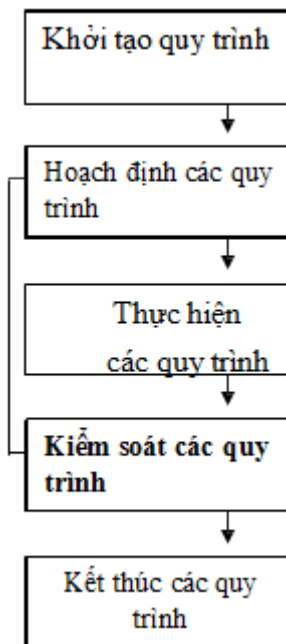 Khởi tạo quy trình
Hoạch định các quy
trình
Thực hiện
các quy trình
Kiểm soát các quy
trình
Kết thúc các quy
trình